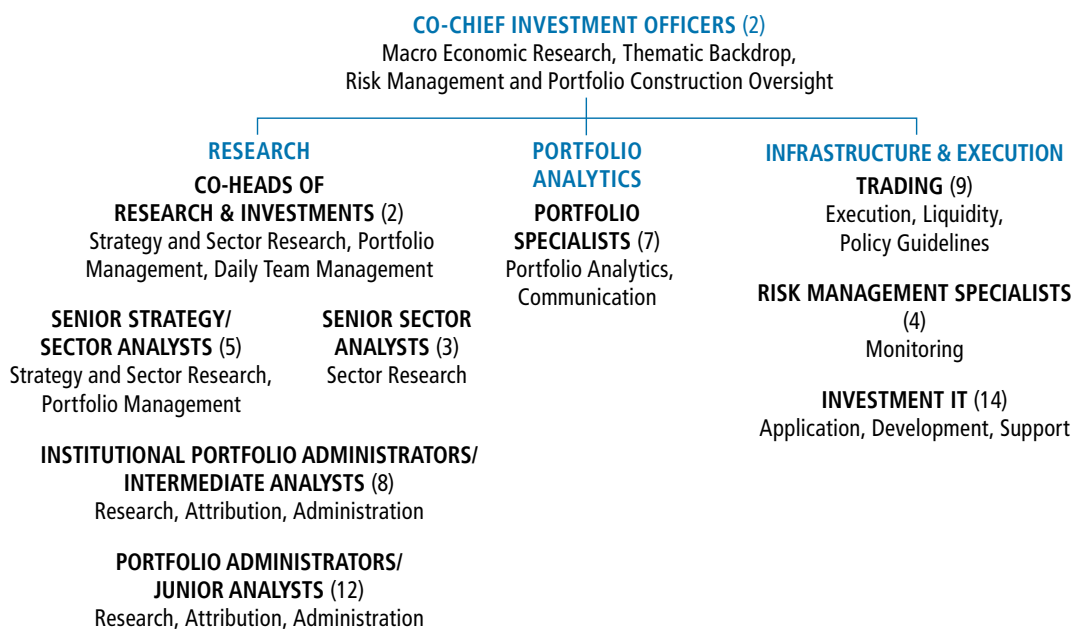 CO-CHIEF INVESTMENT OFFICERS (2)
Macro Economic Research, Thematic Backdrop,
Risk Management and Portfolio Construction Oversight
RESEARCH
CO-HEADS OF
RESEARCH & INVESTMENTS (2)
Strategy and Sector Research, Portfolio
Management, Daily Team Management
SENIOR STRATEGY/
SECTOR ANALYSTS (5)
Strategy and Sector Research,
Portfolio Management
SENIOR SECTOR
ANALYSTS (3)
Sector Research
INSTITUTIONAL PORTFOLIO ADMINISTRATORS/
INTERMEDIATE ANALYSTS (8)
Research, Attribution, Administration
PORTFOLIO ADMINISTRATORS/
JUNIOR ANALYSTS (12)
Research, Attribution, Administration
PORTFOLIO
ANALYTICS
PORTFOLIO
SPECIALISTS (7)
Portfolio Analytics,
Communication
INFRASTRUCTURE & EXECUTION
TRADING (9)
Execution, Liquidity,
Policy Guidelines
RISK MANAGEMENT SPECIALISTS
(4)
Monitoring
INVESTMENT IT (14)
Application, Development, Support